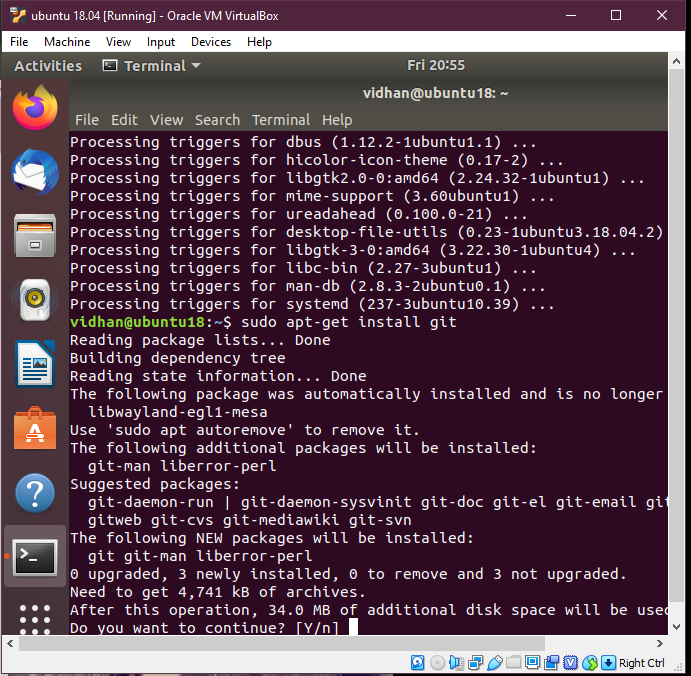 ubuntu 18.04 [Running] - Oracle VM VirtualBox
File Machine View Input Devices Help
Activities Terminal Fri 20:55
vidhan@ubuntu18: ~
File Edit View Search Terminal Help
Processing triggers for dbus (1.12.2-1ubuntu1.1) ...
Processing triggers for hicolor-icon-theme (0.17-2) ...
Processing triggers for libgtk2.0-0:amd64 (2.24.32-1ubuntu1) ...
Processing triggers for mime-support (3.60ubuntu1) ...
Processing triggers for ureadahead (0.100.0-21) ...
Processing triggers for desktop-file-utils (0.23-1ubuntu3.18.04.2)
Processing triggers for libgtk-3-0:amd64 (3.22.30-1ubuntu4) ...
Processing triggers for libc-bin (2.27-3ubuntu1) ...
Processing triggers for man-db (2.8.3-2ubuntu0.1) ...
Processing triggers for systemd (237-3ubuntu10.39) ...
vidhan@ubuntu18:~$ sudo apt-get install git
Reading package lists... Done
Building dependency tree
Reading state information... Done
The following package was automatically installed and is no longer
libwayland-egl1-mesa
Use 'sudo apt autoremove' to remove it.
The following additional packages will be installed:
git-man liberror-perl
Suggested packages:
git-daemon-run | git-daemon-sysvinit git-doc git-el git-email git
gitweb git-cvs git-mediawiki git-svn
The following NEW packages will be installed:
git git-man liberror-perl
0 upgraded, 3 newly installed, 0 to remove and 3 not upgraded.
Need to get 4,741 kB of archives.
After this operation, 34.0 MB of additional disk space will be used
Do you want to continue? [Y/n]
Right Ctrl